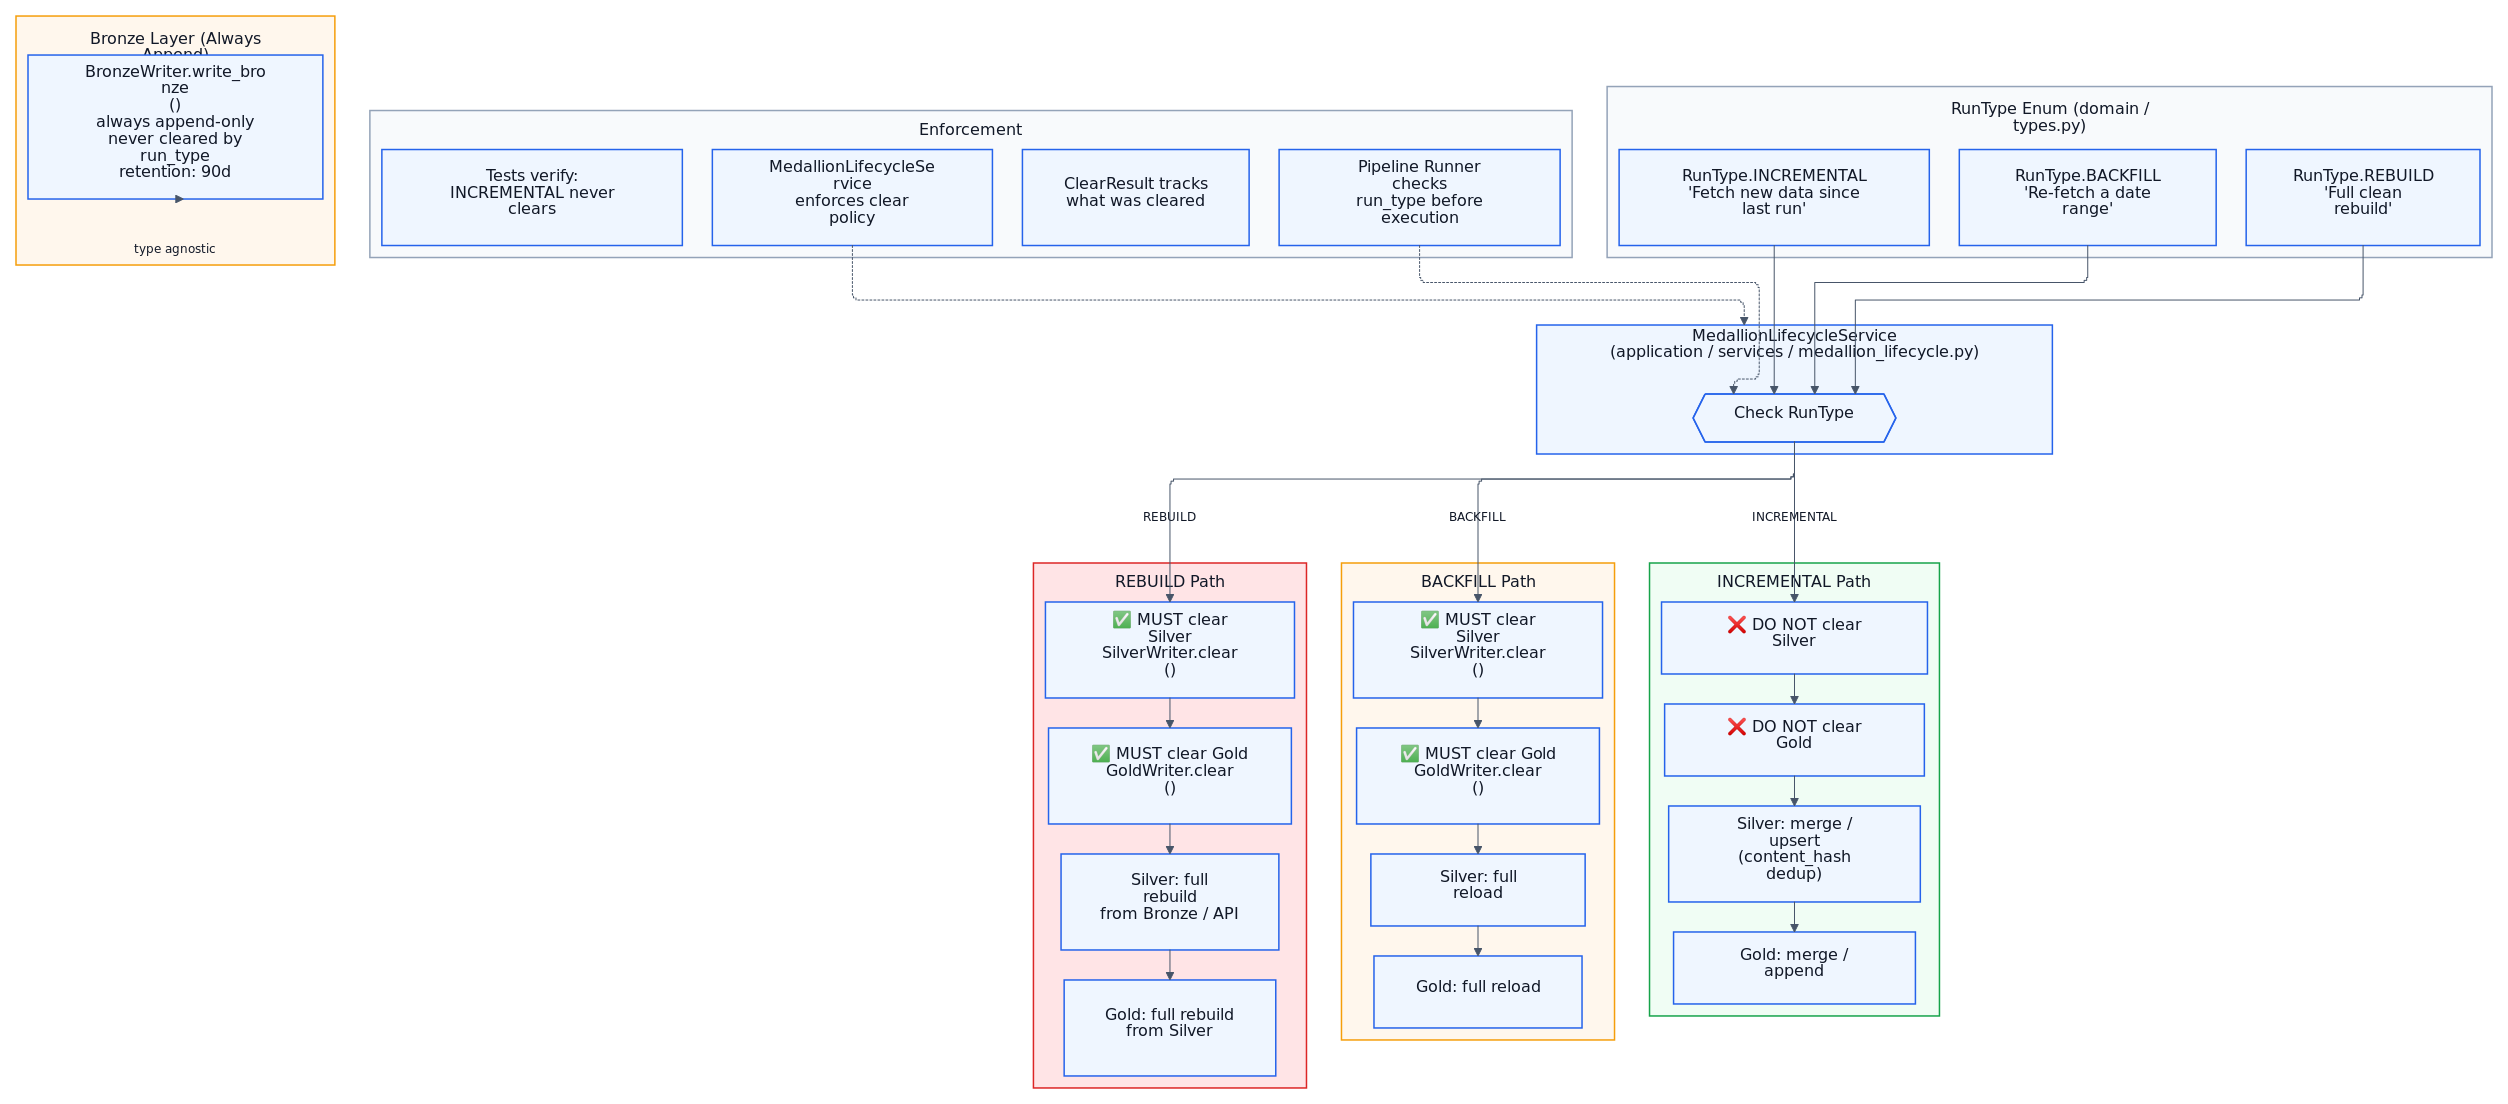 Bronze Layer (Always
Append)
BronzeWriter.write_bro
nze
()
always append-only
never cleared by
run_type
retention: 90d
type agnostic
Enforcement
Tests verify:
INCREMENTAL never
clears
MedallionLifecycleSe
rvice
enforces clear
policy
ClearResult tracks
what was cleared
Pipeline Runner
checks
run_type before
execution
RunType Enum (domain /
types.py)
RunType.INCREMENTAL
'Fetch new data since
last run'
RunType.BACKFILL
'Re-fetch a date
range'
RunType.REBUILD
'Full clean
rebuild'
MedallionLifecycleService
(application / services / medallion_lifecycle.py)
Check RunType
REBUILD
BACKFILL
INCREMENTAL
REBUILD Path
✅ MUST clear
Silver
SilverWriter.clear
()
✅ MUST clear Gold
GoldWriter.clear
()
Silver: full
rebuild
from Bronze / API
Gold: full rebuild
from Silver
BACKFILL Path
✅ MUST clear
Silver
SilverWriter.clear
()
✅ MUST clear Gold
GoldWriter.clear
()
Silver: full
reload
Gold: full reload
INCREMENTAL Path
❌ DO NOT clear
Silver
❌ DO NOT clear
Gold
Silver: merge /
upsert
(content_hash
dedup)
Gold: merge /
append